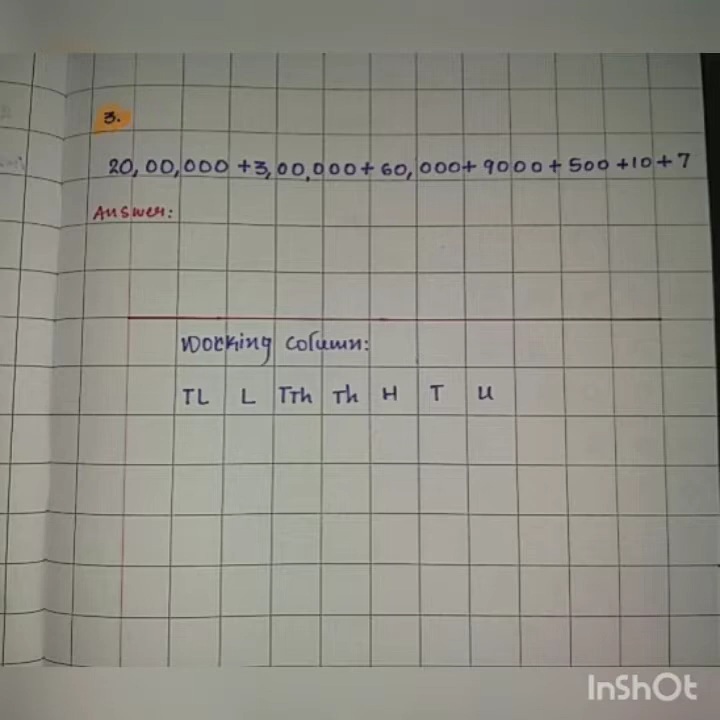 3.
20,00,000 + 3,00,000 + 60,000 + 9000 + 500 + 10 + 7
Answer:
Working column:
TL L TTh Th H T U
InShOt